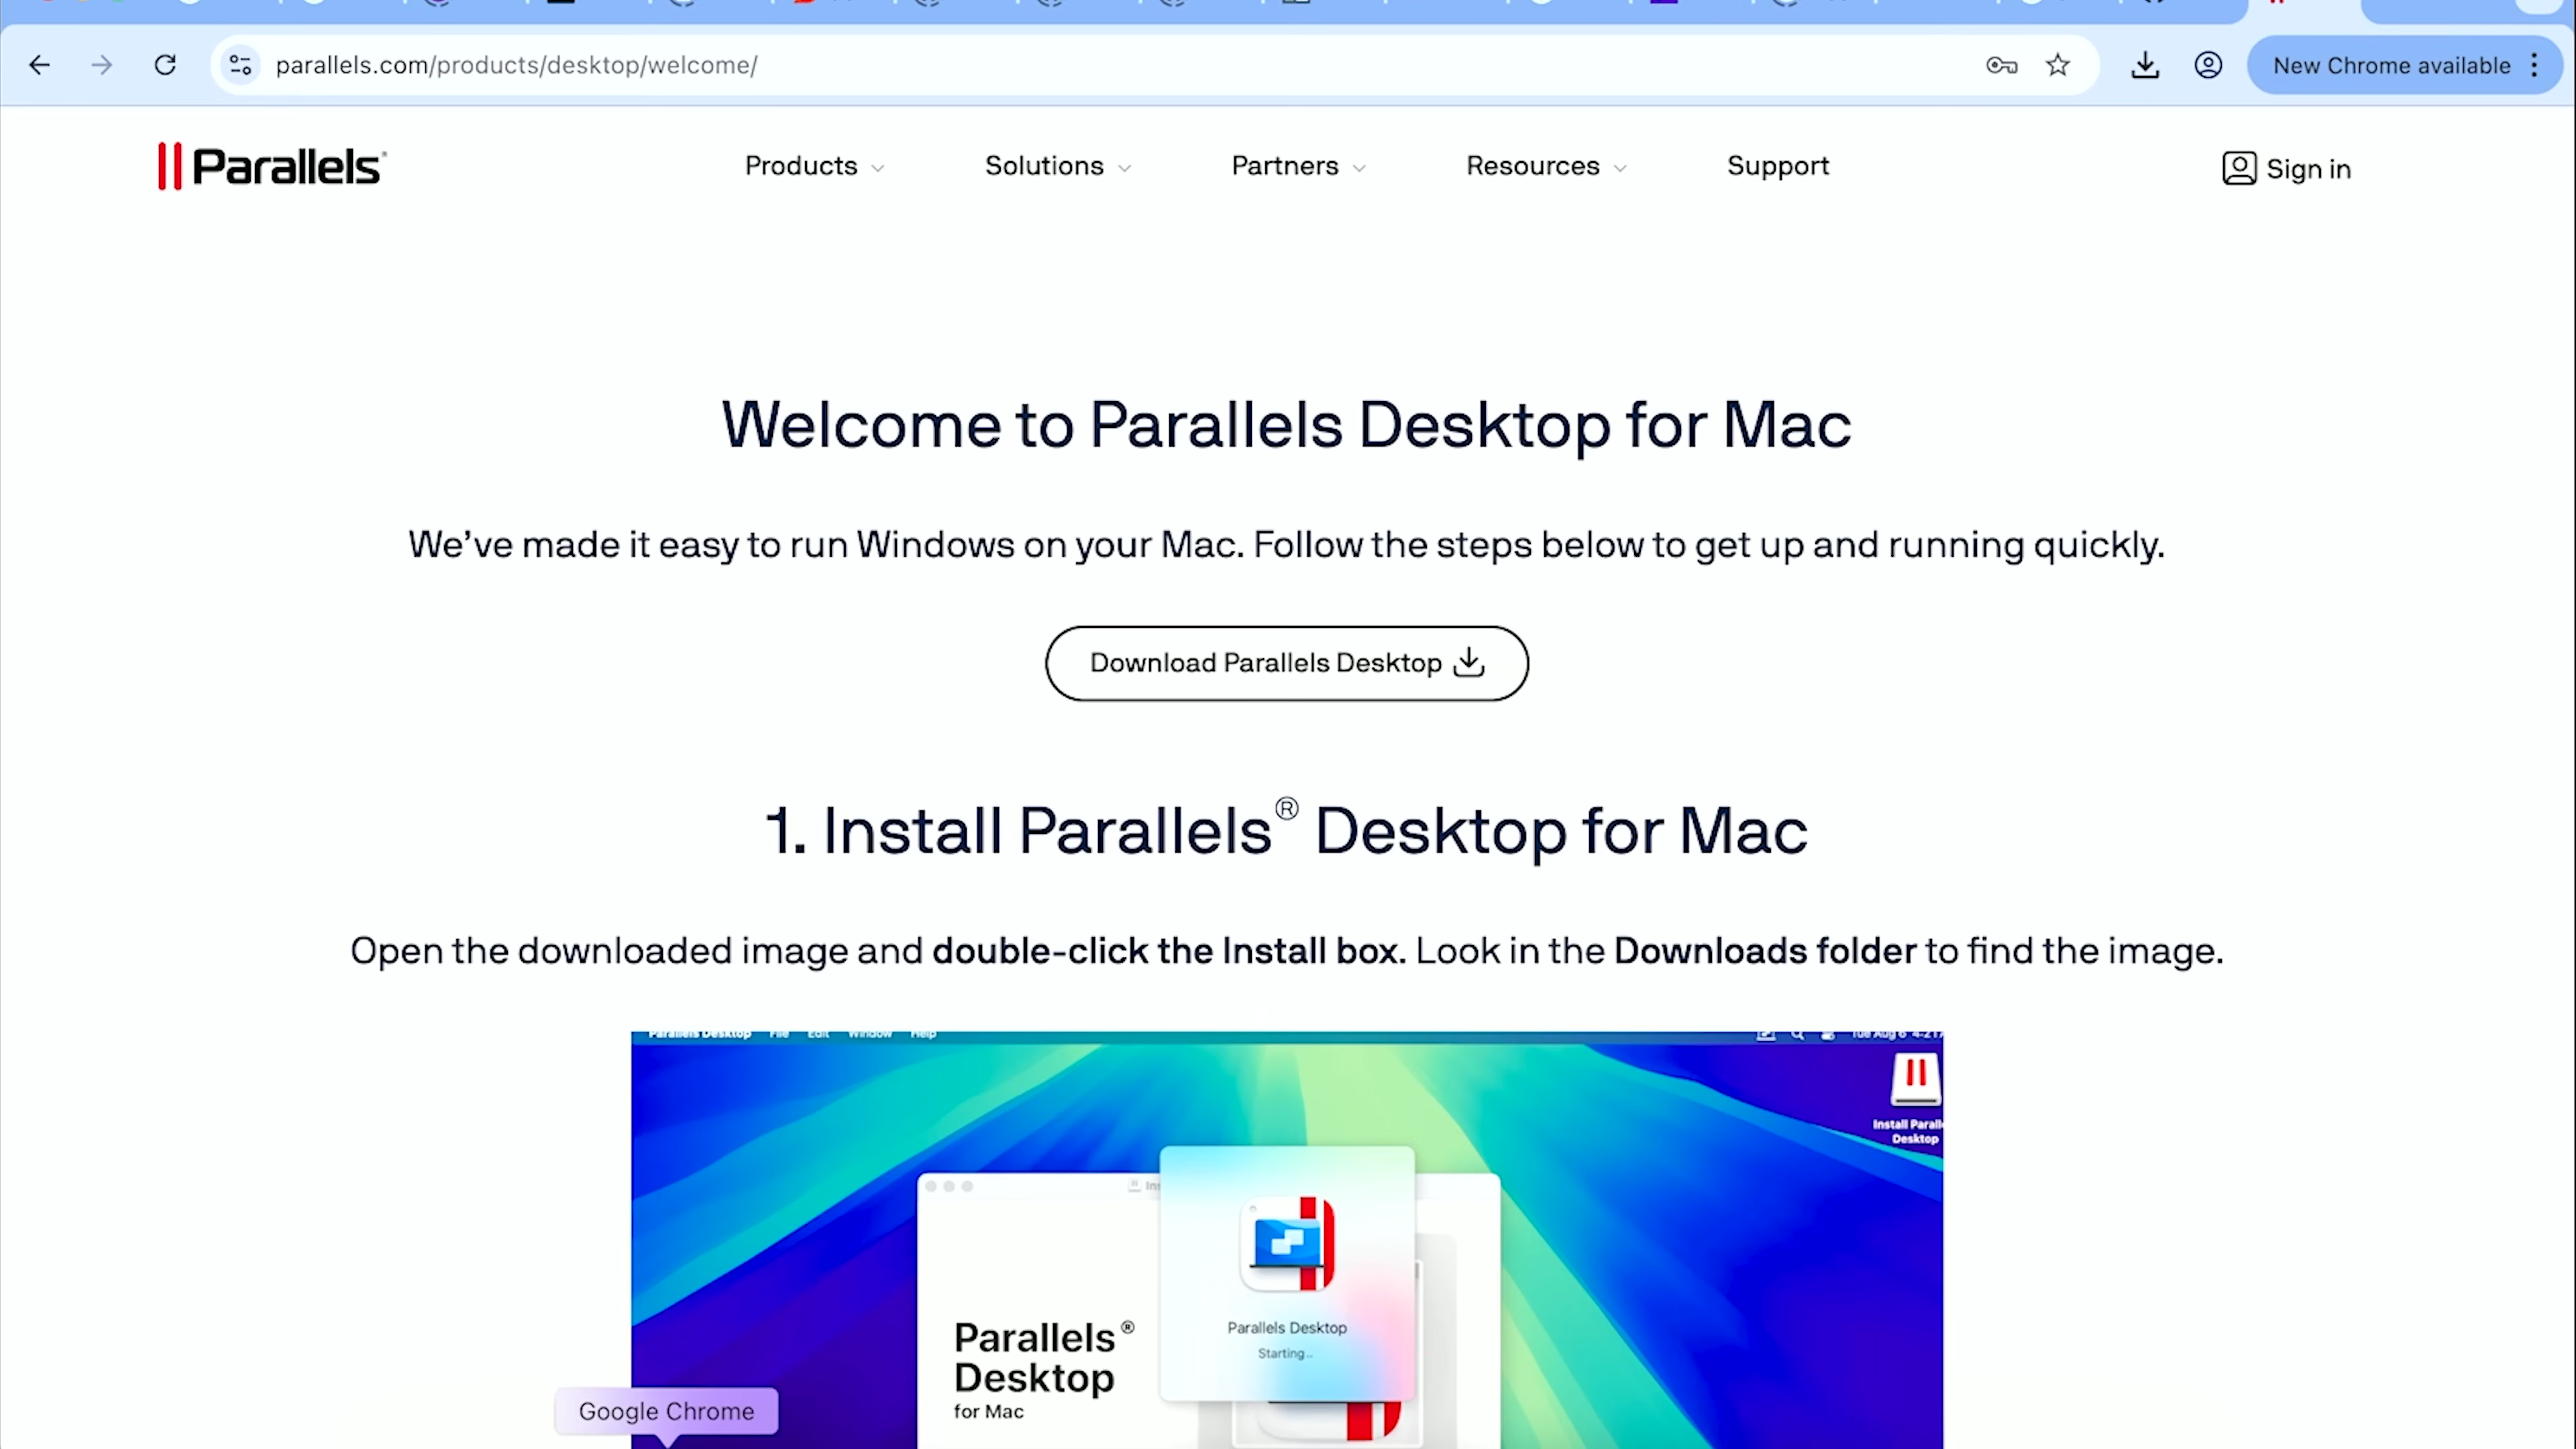 parallels.com/products/desktop/welcome/
New Chrome available
Parallels
Products
Solutions
Partners
Resources
Support
Sign in
Welcome to Parallels Desktop for Mac
We've made it easy to run Windows on your Mac. Follow the steps below to get up and running quickly.
Download Parallels Desktop
1. Install Parallels® Desktop for Mac
Open the downloaded image and double-click the Install box. Look in the Downloads folder to find the image.
Parallels Desktop File Edit Window Help
Install Parall
Desktop
Parallels Desktop
Starting..
Parallels®
Desktop
for Mac
Google Chrome